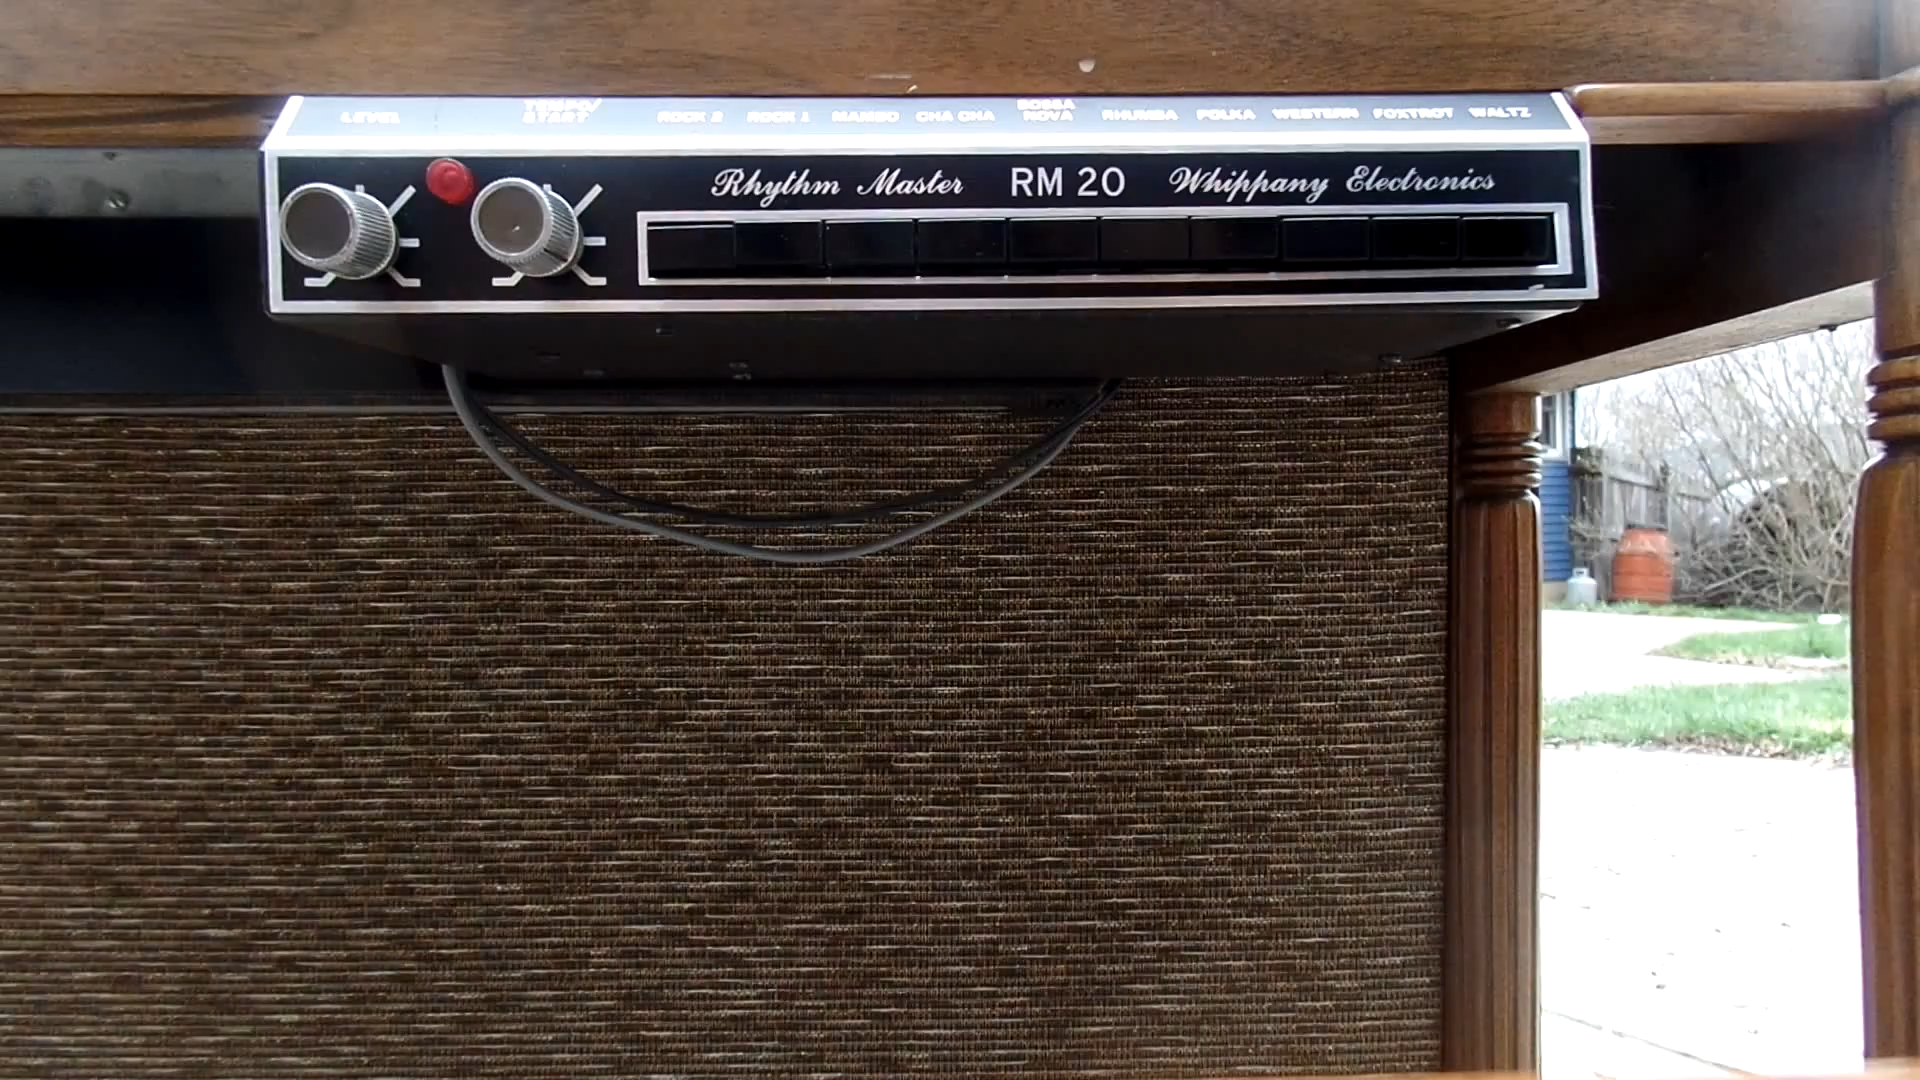 LEVEL TEMPO/ START ROCK 2 ROCK 1 MAMBO CHA CHA BOSSA NOVA RHUMBA POLKA WESTERN FOXTROT WALTZ
Rhythm Master RM 20 Whippany Electronics